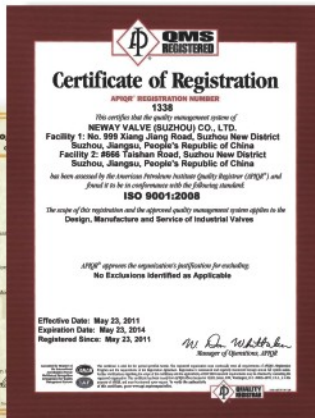 API
QMS
REGISTERED
Certificate of Registration
APIQR® REGISTRATION NUMBER
1338
This certifies that the quality management system of
NEWAY VALVE (SUZHOU) CO., LTD.
Facility 1: No. 999 Xiang Jiang Road, Suzhou New District
Suzhou, Jiangsu, People's Republic of China
Facility 2: #666 Taishan Road, Suzhou New District
Suzhou, Jiangsu, People's Republic of China
has been assessed by the American Petroleum Institute Quality Registrar (APIQR®) and
found it to be in conformance with the following standard:
ISO 9001:2008
The scope of this registration and the approved quality management system applies to the
Design, Manufacture and Service of Industrial Valves
APIQR® approves the organization's justification for excluding:
No Exclusions Identified as Applicable
Effective Date: May 23, 2011
Expiration Date: May 23, 2014
Registered Since: May 23, 2011
Manager of Operations, APIQR
QUALITY
REGISTRAR